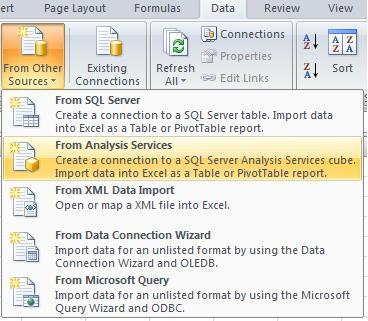 ert Page Layout Formulas Data Review View
From Other Sources
Existing Connections
Refresh All
Connections
Properties
Edit Links
Sort
From SQL Server
Create a connection to a SQL Server table. Import data
into Excel as a Table or PivotTable report.
From Analysis Services
Create a connection to a SQL Server Analysis Services cube.
Import data into Excel as a Table or PivotTable report.
From XML Data Import
Open or map a XML file into Excel.
From Data Connection Wizard
Import data for an unlisted format by using the Data
Connection Wizard and OLEDB.
From Microsoft Query
Import data for an unlisted format by using the Microsoft
Query Wizard and ODBC.